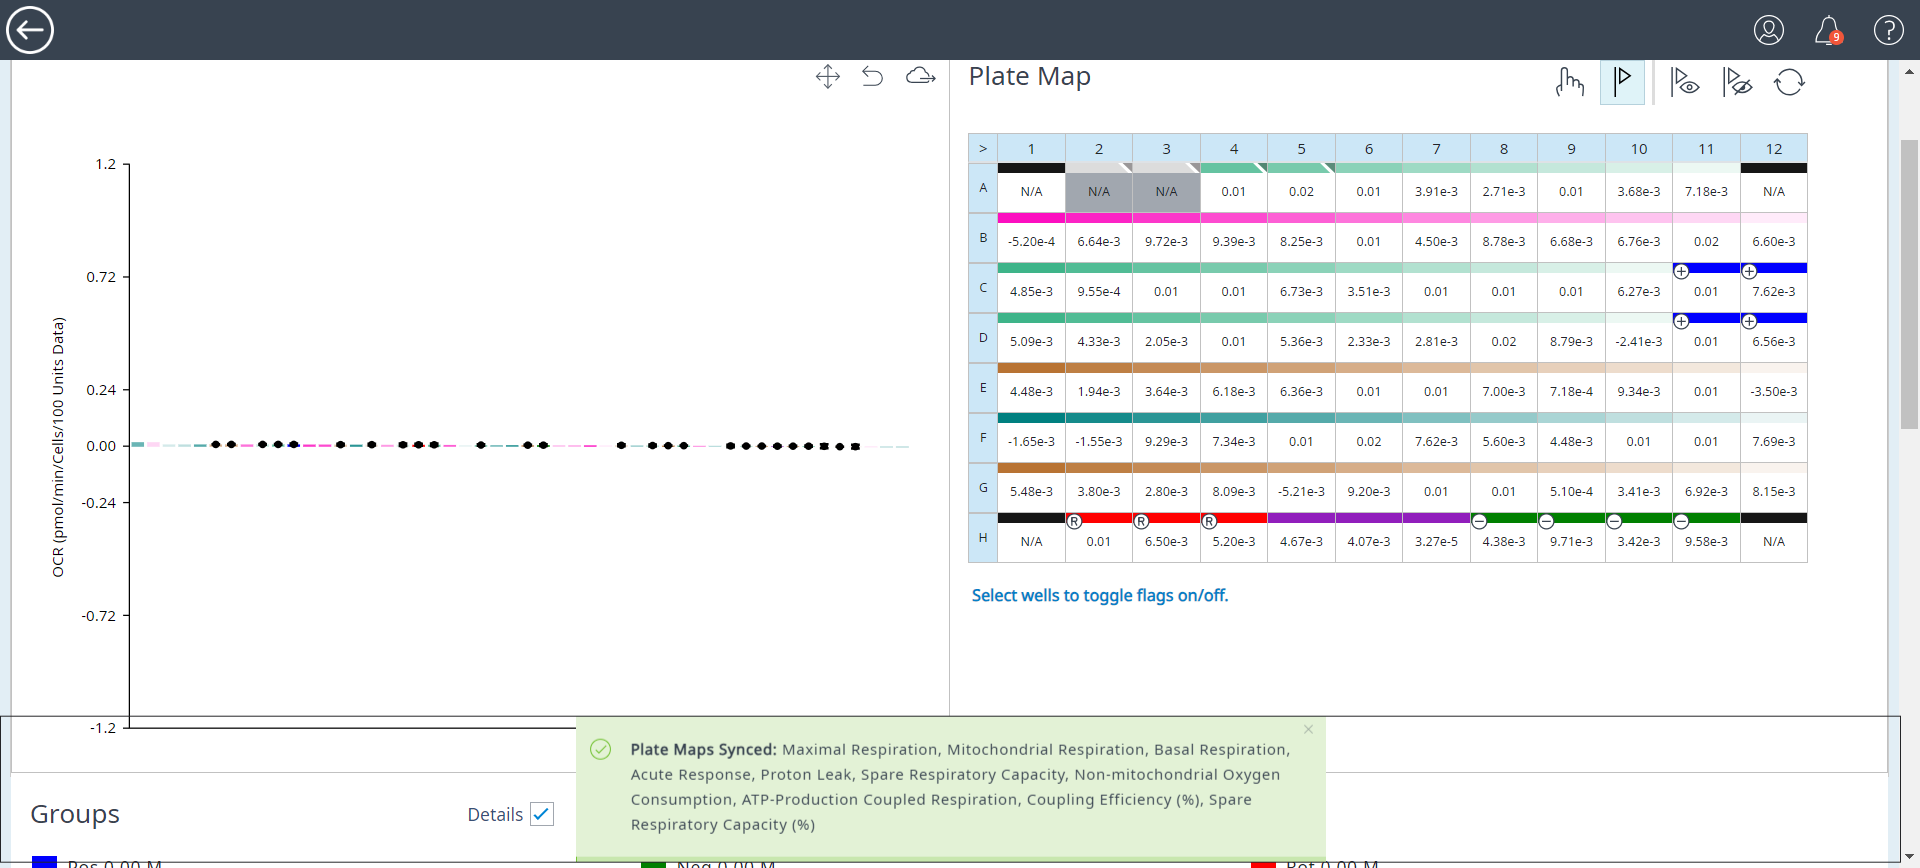 9
?
Plate Map
1.2
0.72
0.24
0.00
-0.24
-0.72
-1.2
OCR (pmol/min/Cells/100 Units Data)
> 1 2 3 4 5 6 7 8 9 10 11 12
A N/A N/A N/A 0.01 0.02 0.01 3.91e-3 2.71e-3 0.01 3.68e-3 7.18e-3 N/A
B -5.20e-4 6.64e-3 9.72e-3 9.39e-3 8.25e-3 0.01 4.50e-3 8.78e-3 6.68e-3 6.76e-3 0.02 6.60e-3
C 4.85e-3 9.55e-4 0.01 0.01 6.73e-3 3.51e-3 0.01 0.01 0.01 6.27e-3 0.01 7.62e-3
D 5.09e-3 4.33e-3 2.05e-3 0.01 5.36e-3 2.33e-3 2.81e-3 0.02 8.79e-3 -2.41e-3 0.01 6.56e-3
E 4.48e-3 1.94e-3 3.64e-3 6.18e-3 6.36e-3 0.01 0.01 7.00e-3 7.18e-4 9.34e-3 0.01 -3.50e-3
F -1.65e-3 -1.55e-3 9.29e-3 7.34e-3 0.01 0.02 7.62e-3 5.60e-3 4.48e-3 0.01 0.01 7.69e-3
G 5.48e-3 3.80e-3 2.80e-3 8.09e-3 -5.21e-3 9.20e-3 0.01 0.01 5.10e-4 3.41e-3 6.92e-3 8.15e-3
R R R
H N/A 0.01 6.50e-3 5.20e-3 4.67e-3 4.07e-3 3.27e-5 4.38e-3 9.71e-3 3.42e-3 9.58e-3 N/A
Select wells to toggle flags on/off.
Plate Maps Synced: Maximal Respiration, Mitochondrial Respiration, Basal Respiration,
Acute Response, Proton Leak, Spare Respiratory Capacity, Non-mitochondrial Oxygen
Consumption, ATP-Production Coupled Respiration, Coupling Efficiency (%), Spare
Respiratory Capacity (%)
Groups
Details
Pos 0.00 M
Neg 0.00 M
Rot 0.00 M